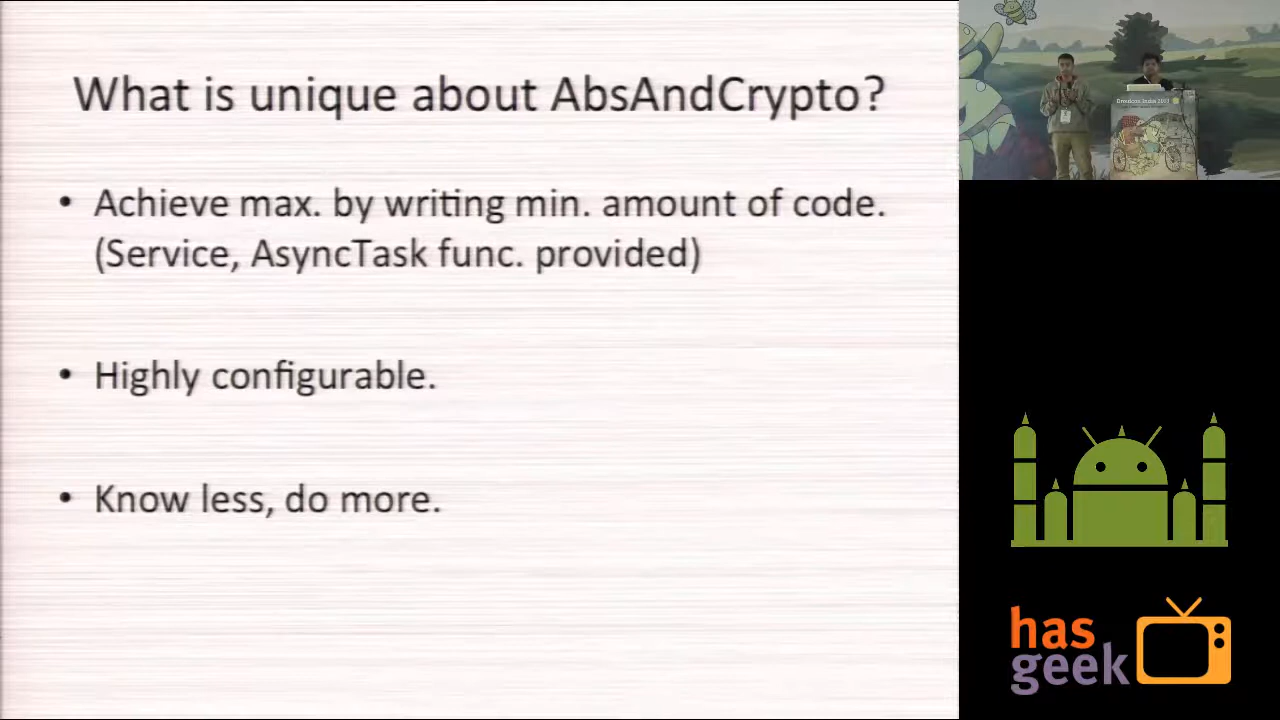 What is unique about AbsAndCrypto?
• Achieve max. by writing min. amount of code.
(Service, AsyncTask func. provided)
• Highly configurable.
• Know less, do more.
has
geek